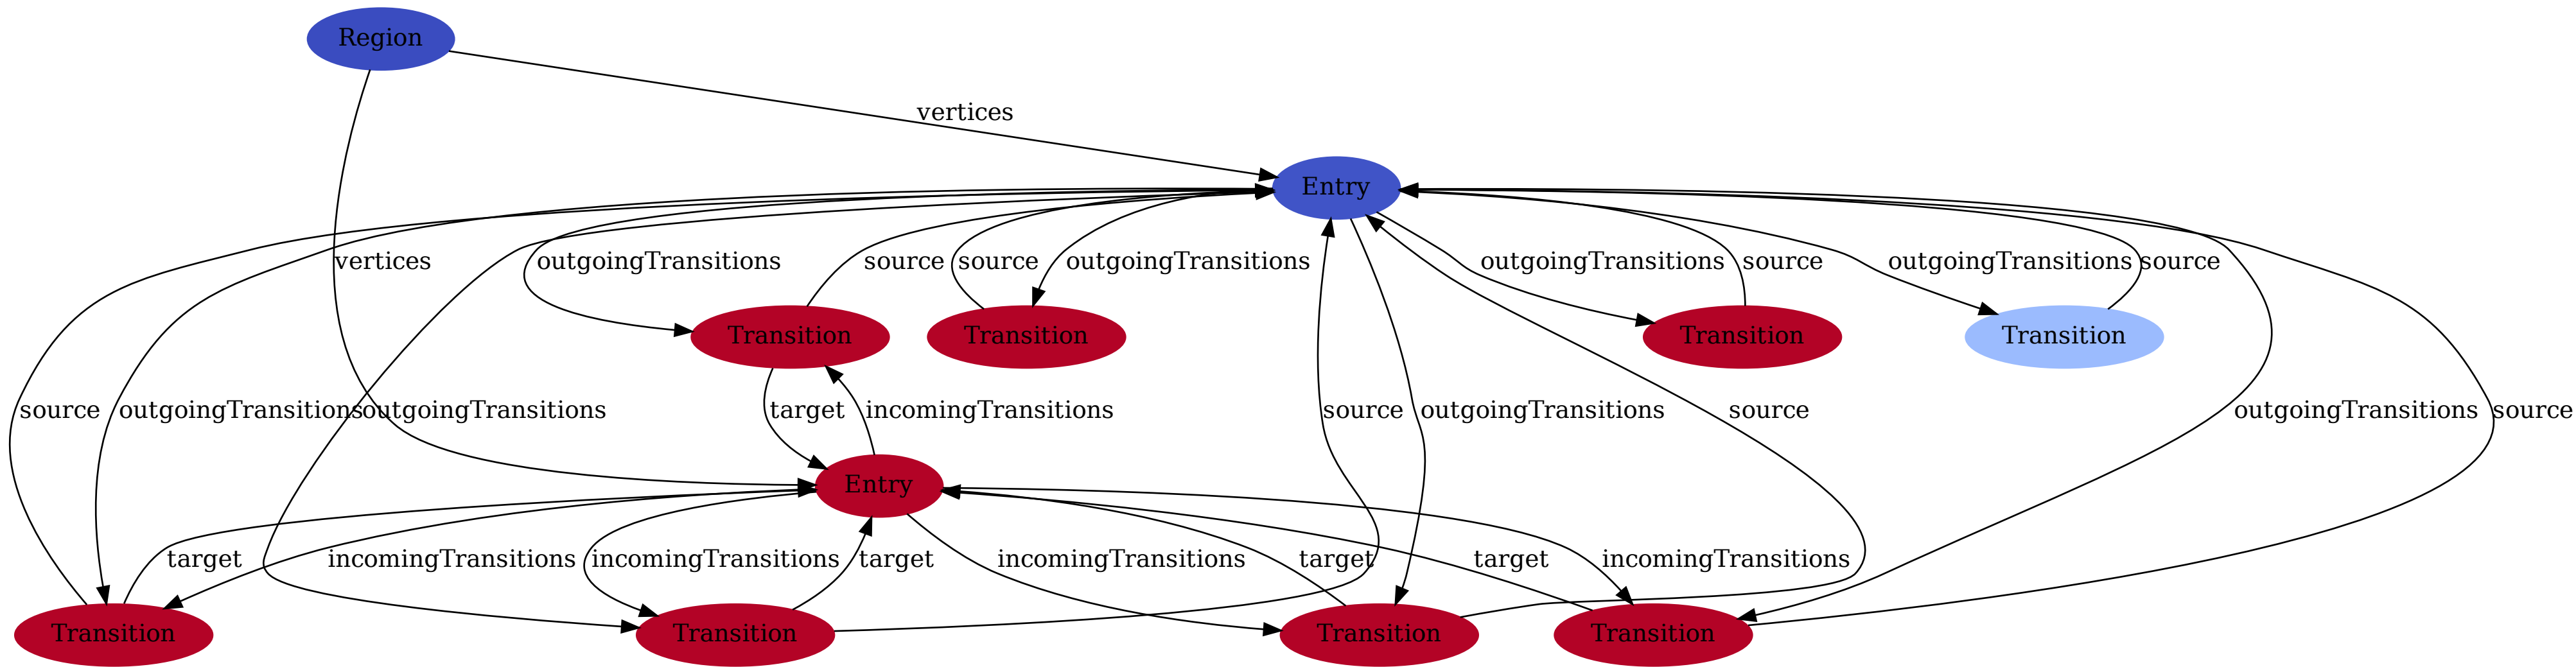 Region
vertices
Entry
vertices
outgoingTransitions
source
source
outgoingTransitions
outgoingTransitions
source
outgoingTransitions
source
Transition
Transition
Transition
Transition
source
outgoingTransitions
outgoingTransitions
target
incomingTransitions
source
outgoingTransitions
source
outgoingTransitions
source
Entry
target
incomingTransitions
incomingTransitions
target
incomingTransitions
target
target
incomingTransitions
Transition
Transition
Transition
Transition